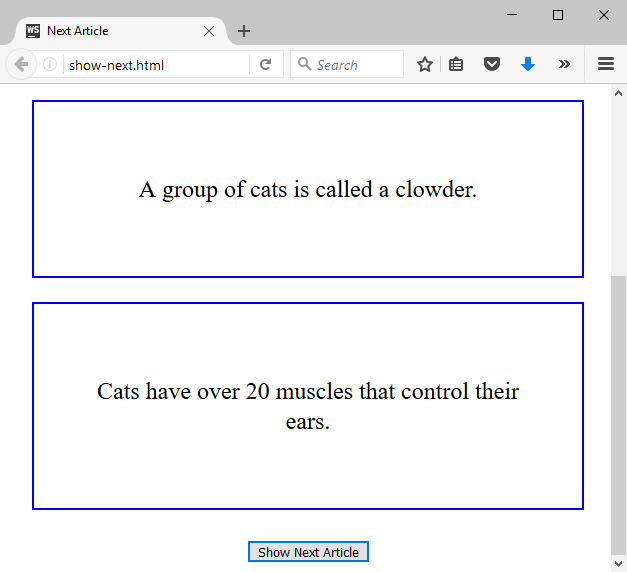 WS Next Article
show-next.html
Search
A group of cats is called a clowder.
Cats have over 20 muscles that control their
ears.
Show Next Article